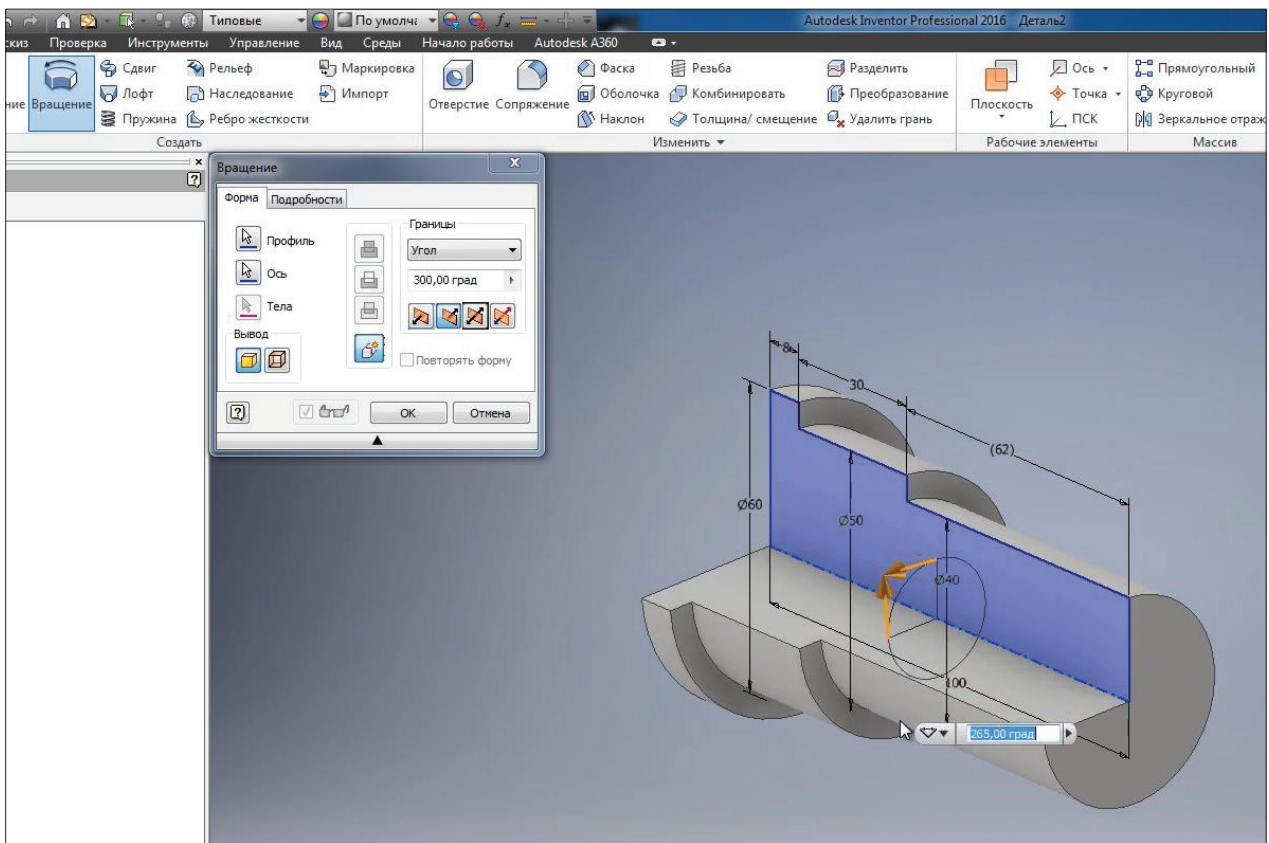 Типовые По умолча fx Autodesk Inventor Professional 2016 Деталь2
скиз Проверка Инструменты Управление Вид Среды Начало работы Autodesk A360
ние Вращение Сдвиг Рельеф Маркировка Отверстие Сопряжение Фаска Резьба Разделить Плоскость Ось Прямоугольный
Лофт Наследование Импорт Оболочка Комбинировать Преобразование Точка Круговой
Пружина Ребро жесткости Наклон Толщина/ смещение Удалить грань ПСК Зеркальное отраж
Создать Изменить Рабочие элементы Массив
Вращение
Форма Подробности
Границы
Профиль
Угол
Ось
300,00 град
Тела
Вывод
Повторять форму
OK Отмена
8
30
(62)
Ø60
Ø50
Ø40
100
265,00 град